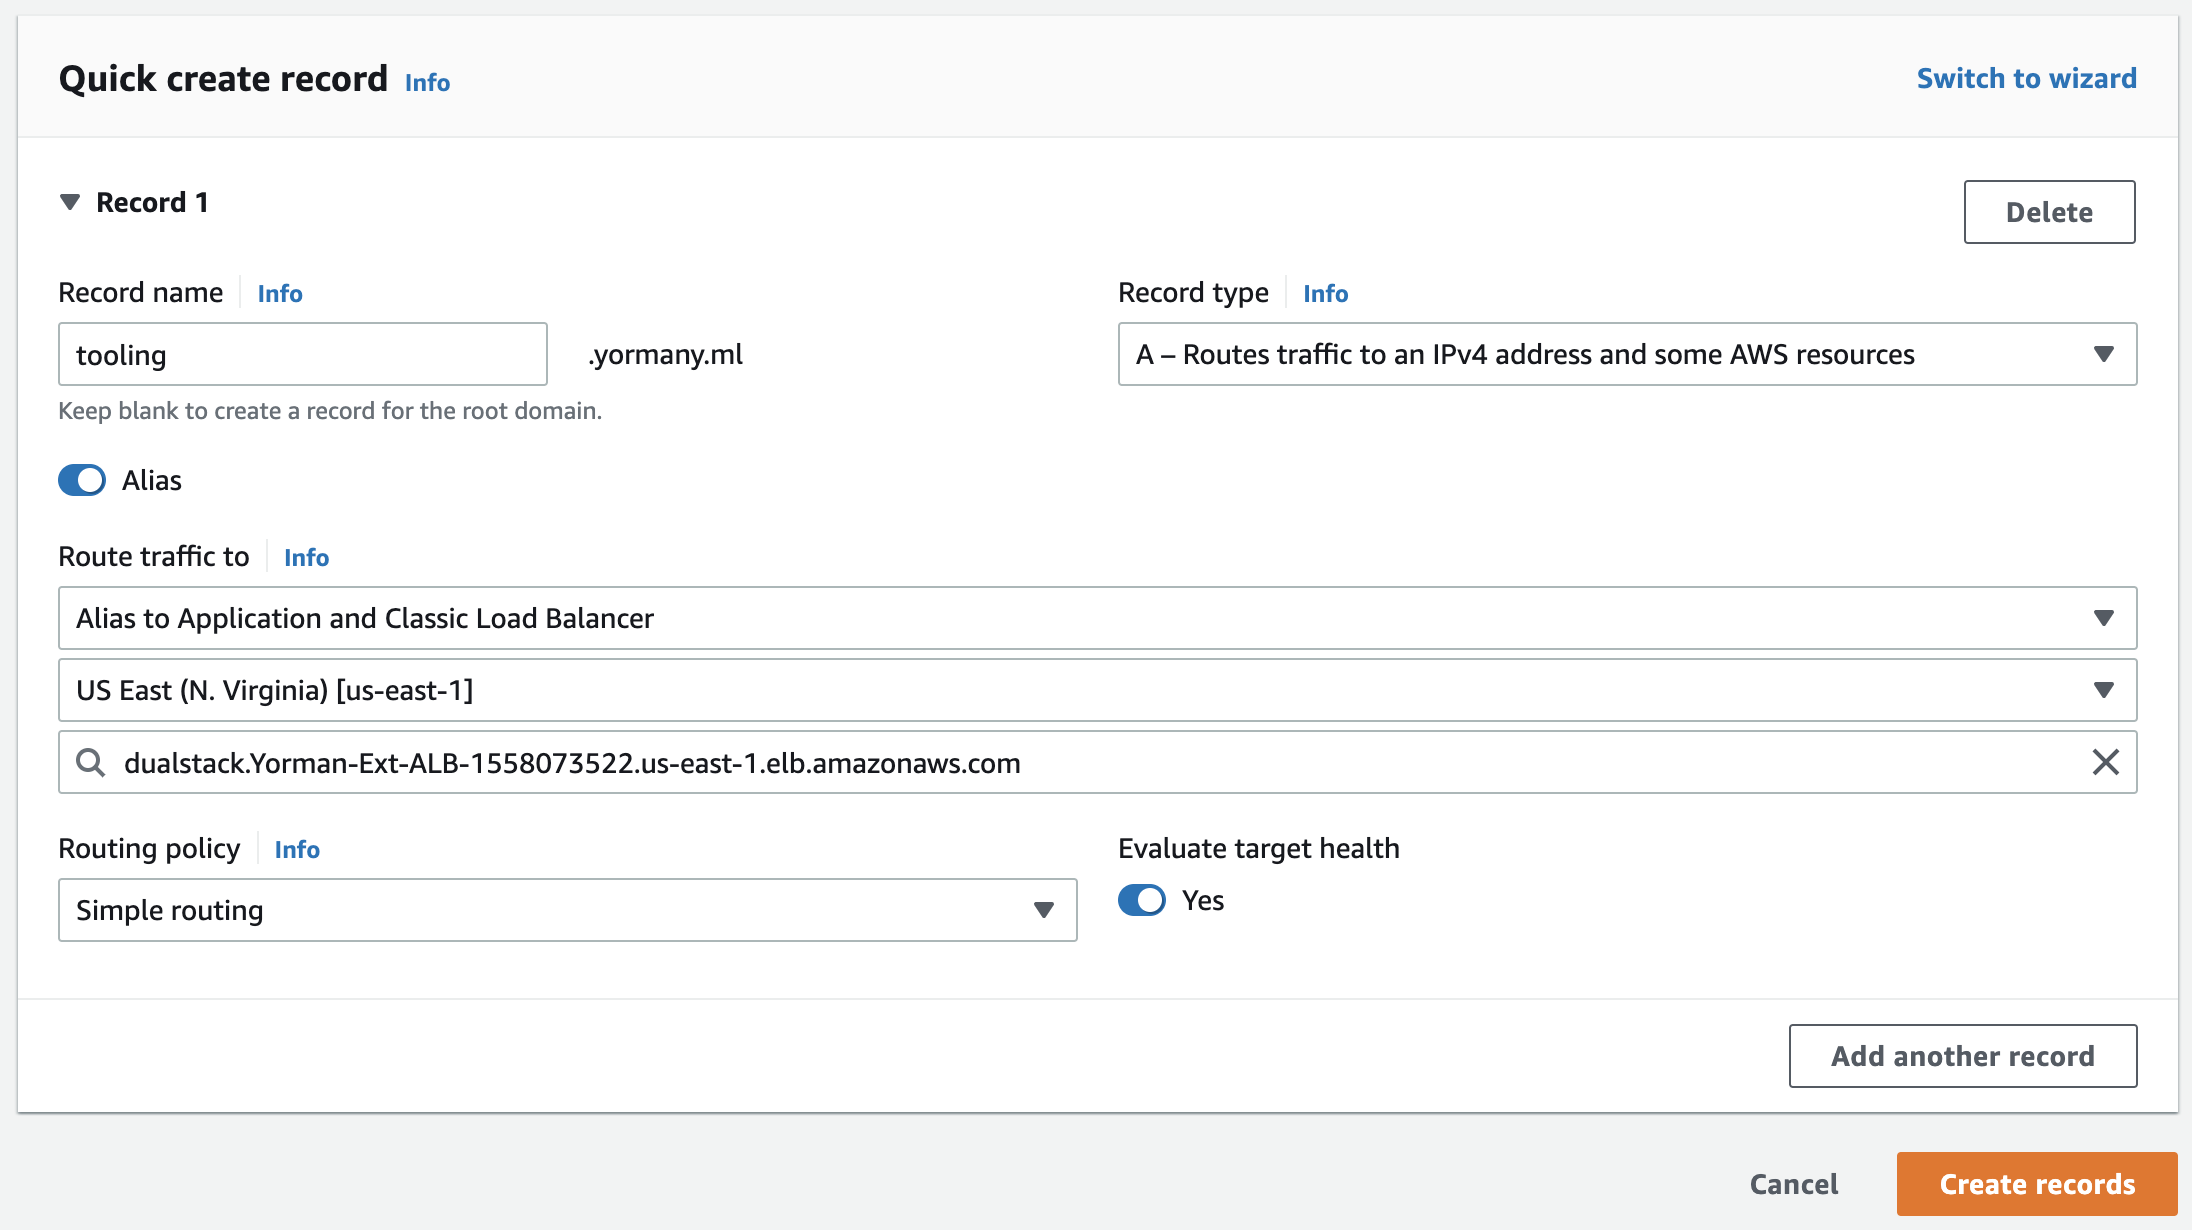 Quick create record Info Switch to wizard
Record 1 Delete
Record name Info Record type Info
tooling .yormany.ml A – Routes traffic to an IPv4 address and some AWS resources
Keep blank to create a record for the root domain.
Alias
Route traffic to Info
Alias to Application and Classic Load Balancer
US East (N. Virginia) [us-east-1]
dualstack.Yorman-Ext-ALB-1558073522.us-east-1.elb.amazonaws.com
Routing policy Info Evaluate target health
Simple routing Yes
Add another record
Cancel Create records